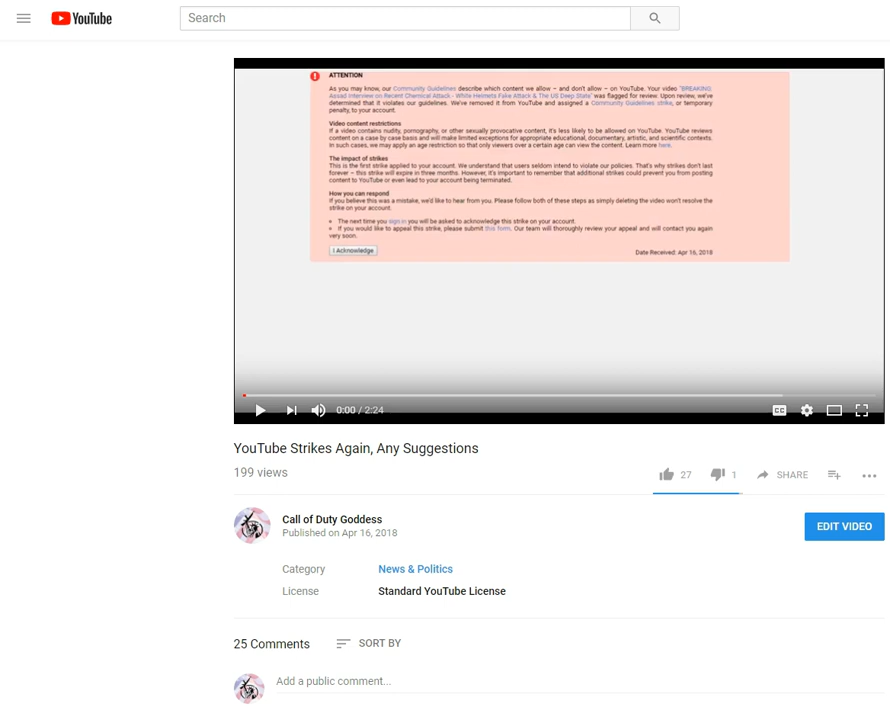 YouTube
Search
ATTENTION
As you may know, our Community Guidelines describe which content we allow – and don't allow – on YouTube. Your video "BREAKING:
Assad Interview on Recent Chemical Attack - White Helmets Fake Attack & The US Deep State" was flagged for review. Upon review, we've
determined that it violates our guidelines. We've removed it from YouTube and assigned a Community Guidelines strike, or temporary
penalty, to your account.
Video content restrictions
If a video contains nudity, pornography, or other sexually provocative content, it's less likely to be allowed on YouTube. YouTube reviews
content on a case by case basis and will make limited exceptions for appropriate educational, documentary, artistic, and scientific contexts.
In such cases, we may apply an age restriction so that only viewers over a certain age can view the content. Learn more here.
The impact of strikes
This is the first strike applied to your account. We understand that users seldom intend to violate our policies. That's why strikes don't last
forever – this strike will expire in three months. However, it's important to remember that additional strikes could prevent you from posting
content to YouTube or even lead to your account being terminated.
How you can respond
If you believe this was a mistake, we'd like to hear from you. Please follow both of these steps as simply deleting the video won't resolve the
strike on your account.
The next time you sign in you will be asked to acknowledge this strike on your account.
If you would like to appeal this strike, please submit this form. Our team will thoroughly review your appeal and will contact you again
very soon.
I Acknowledge
Date Received: Apr 16, 2018
0:00 / 2:24
CC
YouTube Strikes Again, Any Suggestions
199 views
27
1
SHARE
Call of Duty Goddess
Published on Apr 16, 2018
EDIT VIDEO
Category News & Politics
License Standard YouTube License
25 Comments
SORT BY
Add a public comment...